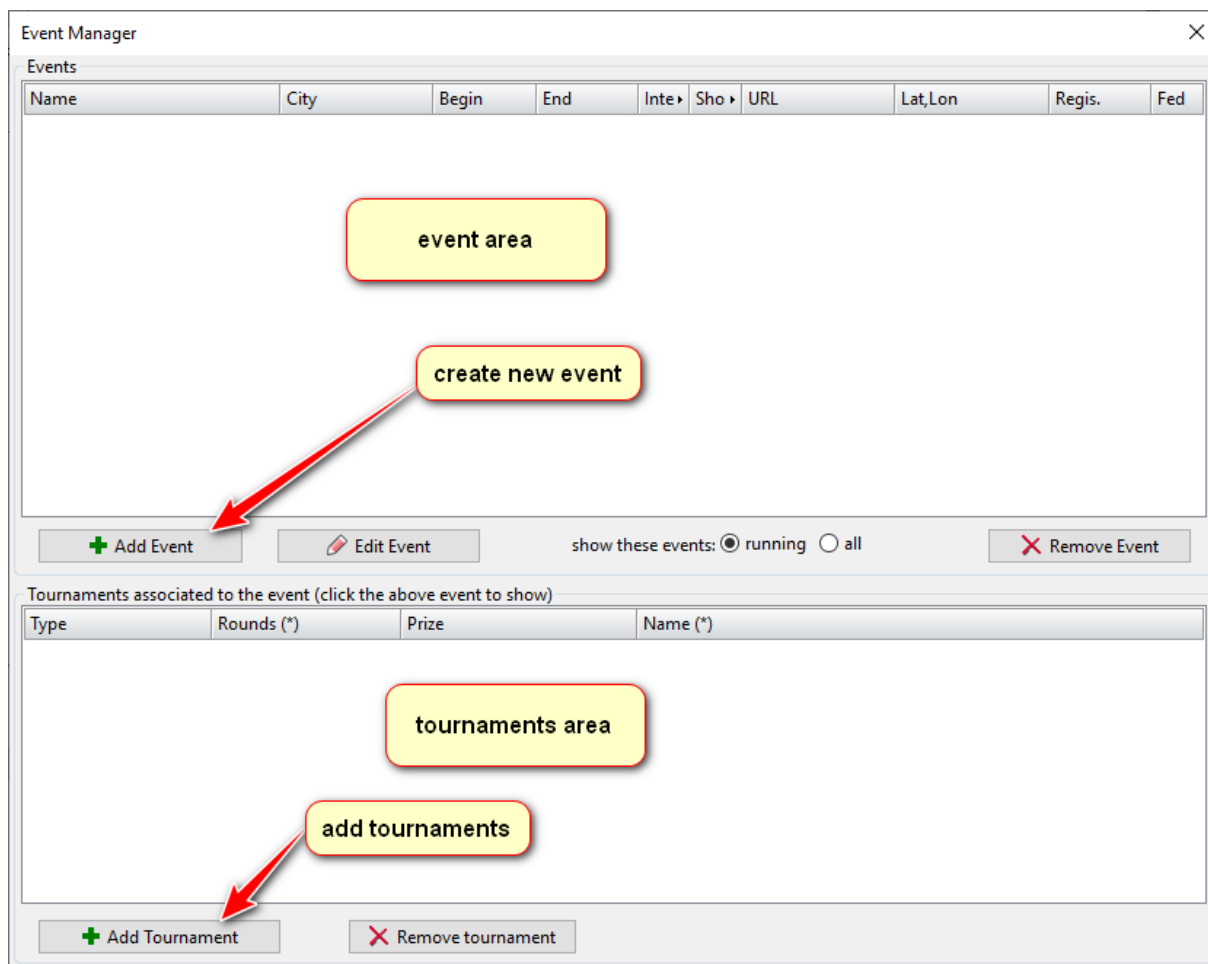 Event Manager
Events
Name City Begin End Inte Sho URL Lat,Lon Regis. Fed
event area
create new event
Add Event Edit Event show these events: running all Remove Event
Tournaments associated to the event (click the above event to show)
Type Rounds (*) Prize Name (*)
tournaments area
add tournaments
Add Tournament Remove tournament